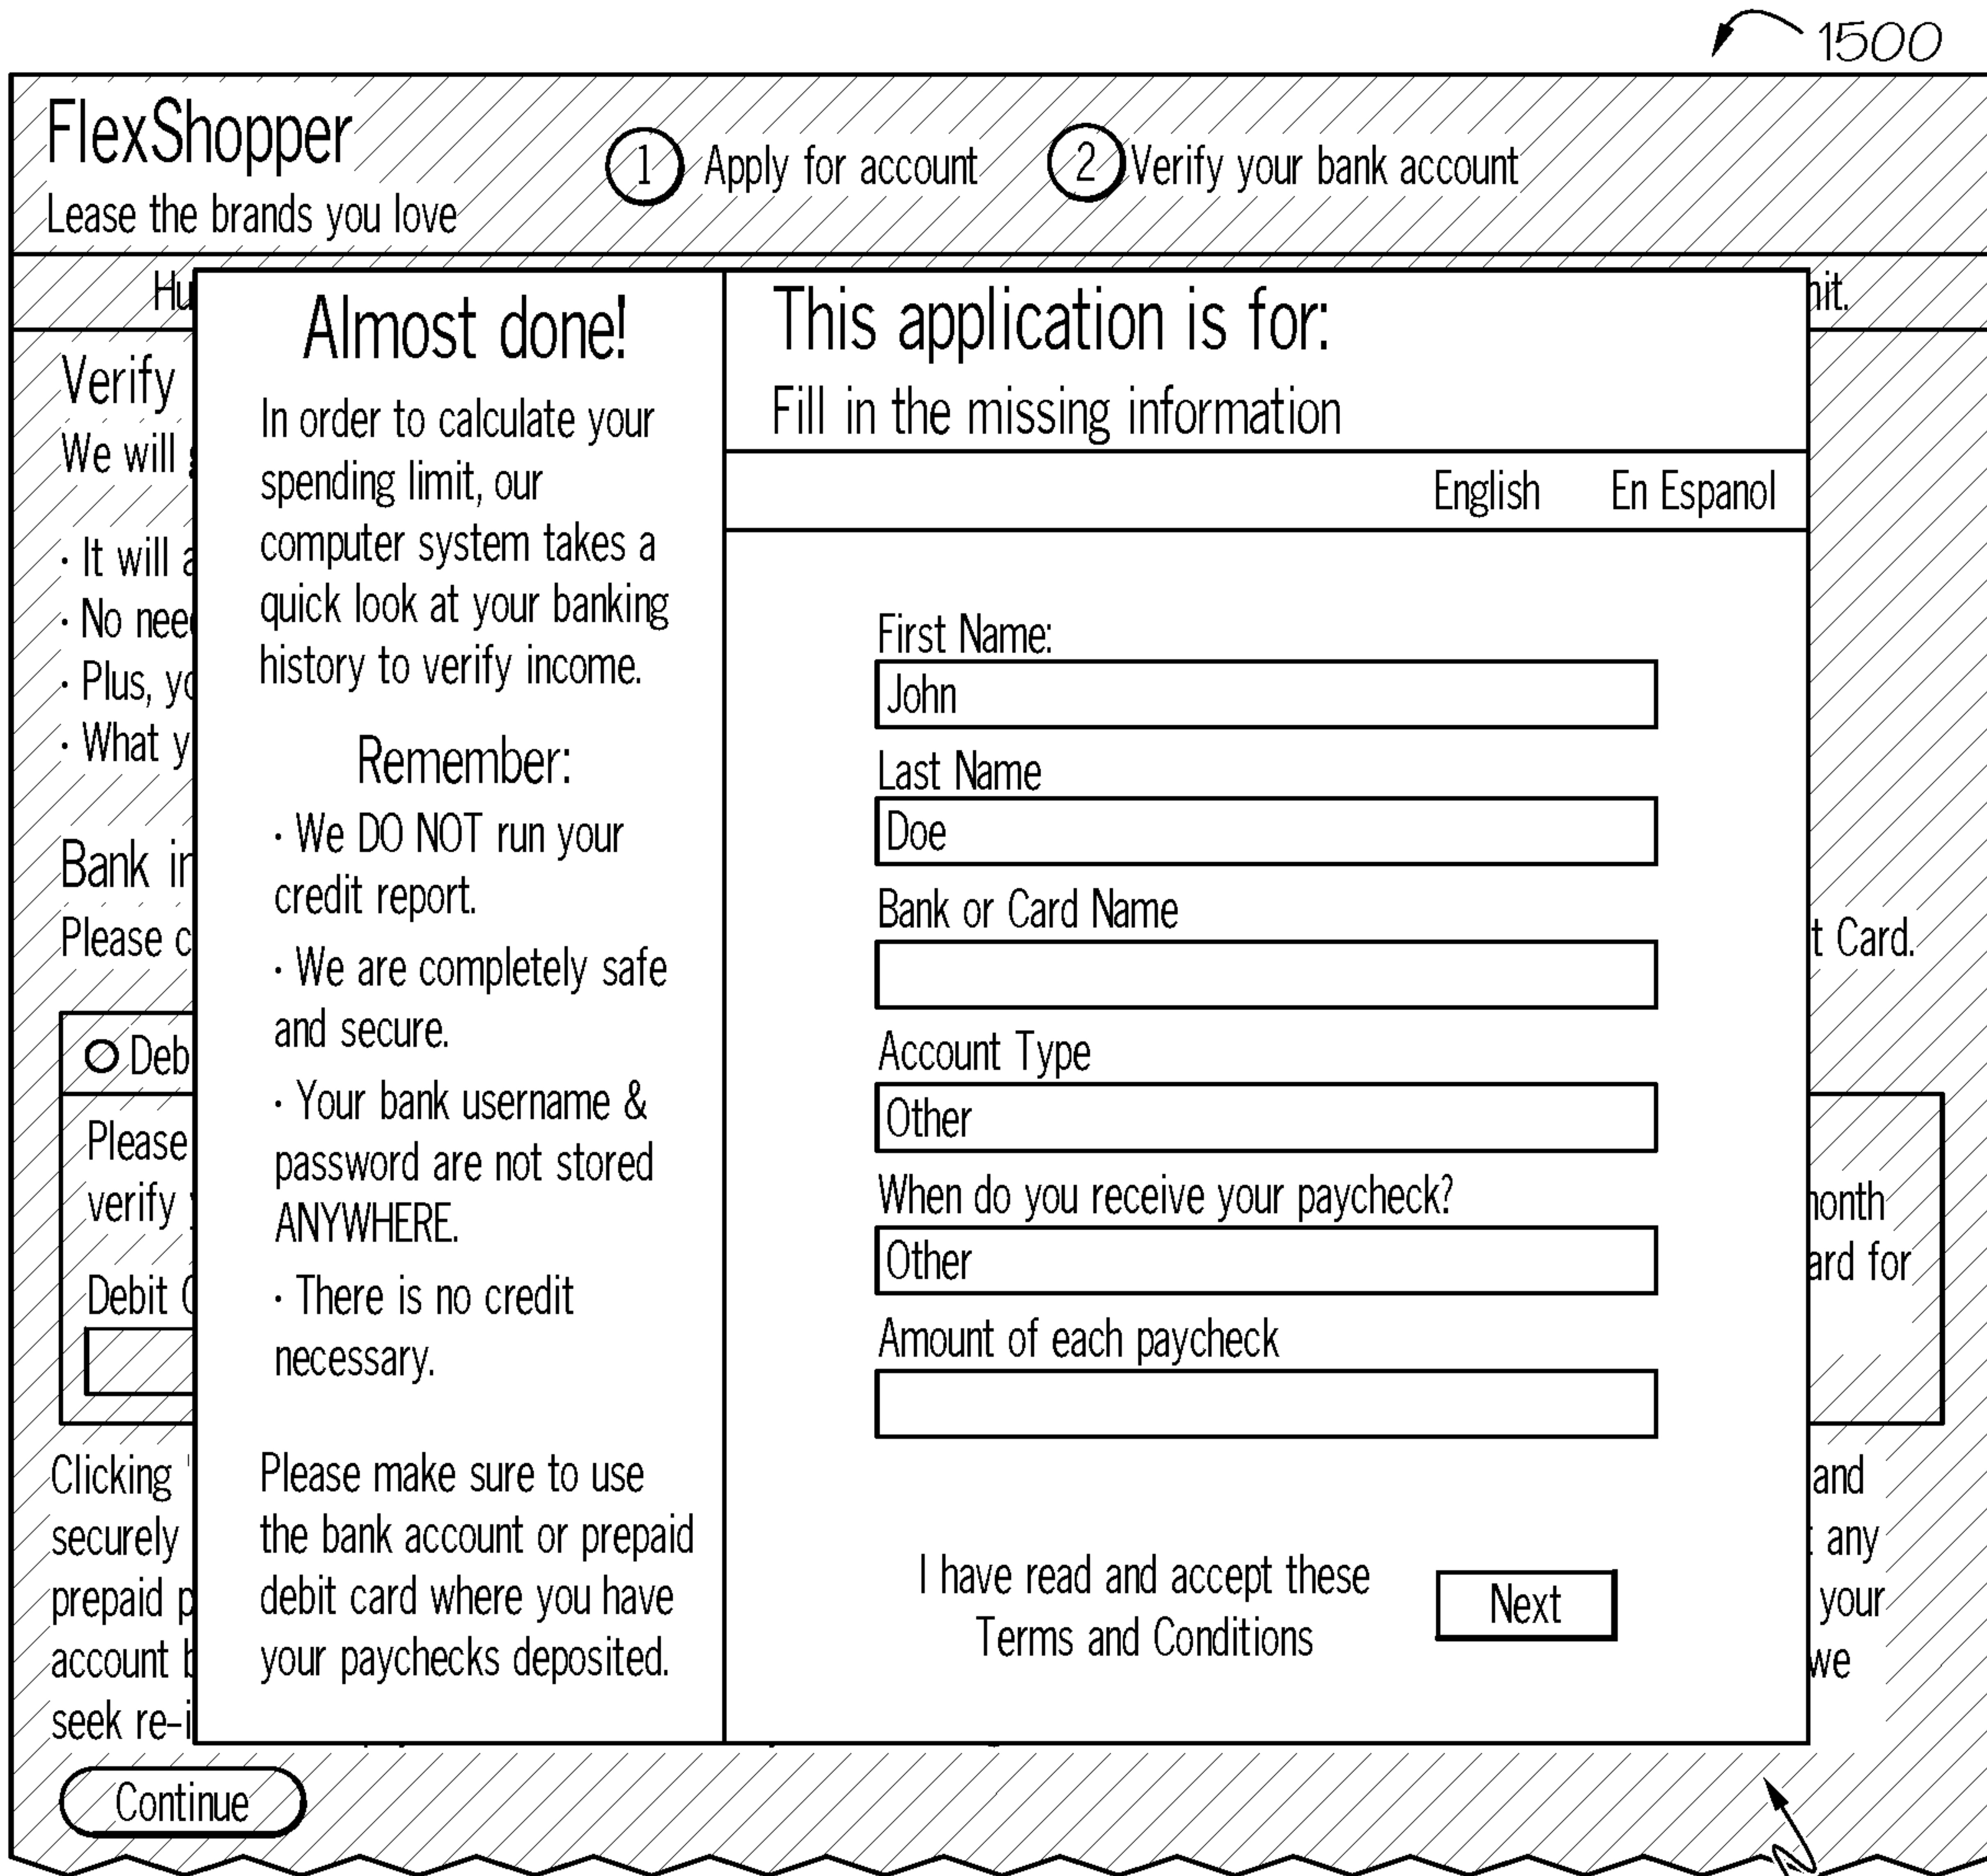 1500
FlexShopper
Lease the brands you love
1 Apply for account
2 Verify your bank account
Verify
We will
· It will
· No
· Plus,
· What
Bank
Please
t Card.
Please
verify
Debit
ard for
Clicking
securely
prepaid
account
seek
and
any
your
we
Continue
Almost done!
In order to calculate your
spending limit, our
computer system takes a
quick look at your banking
history to verify income.
Remember:
· We DO NOT run your
credit report.
· We are completely safe
and secure.
· Your bank username &
password are not stored
ANYWHERE.
· There is no credit
necessary.
Please make sure to use
the bank account or prepaid
debit card where you have
your paychecks deposited.
This application is for:
Fill in the missing information
English En Espanol
First Name:
John
Last Name
Doe
Bank or Card Name
Account Type
Other
When do you receive your paycheck?
Other
Amount of each paycheck
I have read and accept these
Terms and Conditions
Next